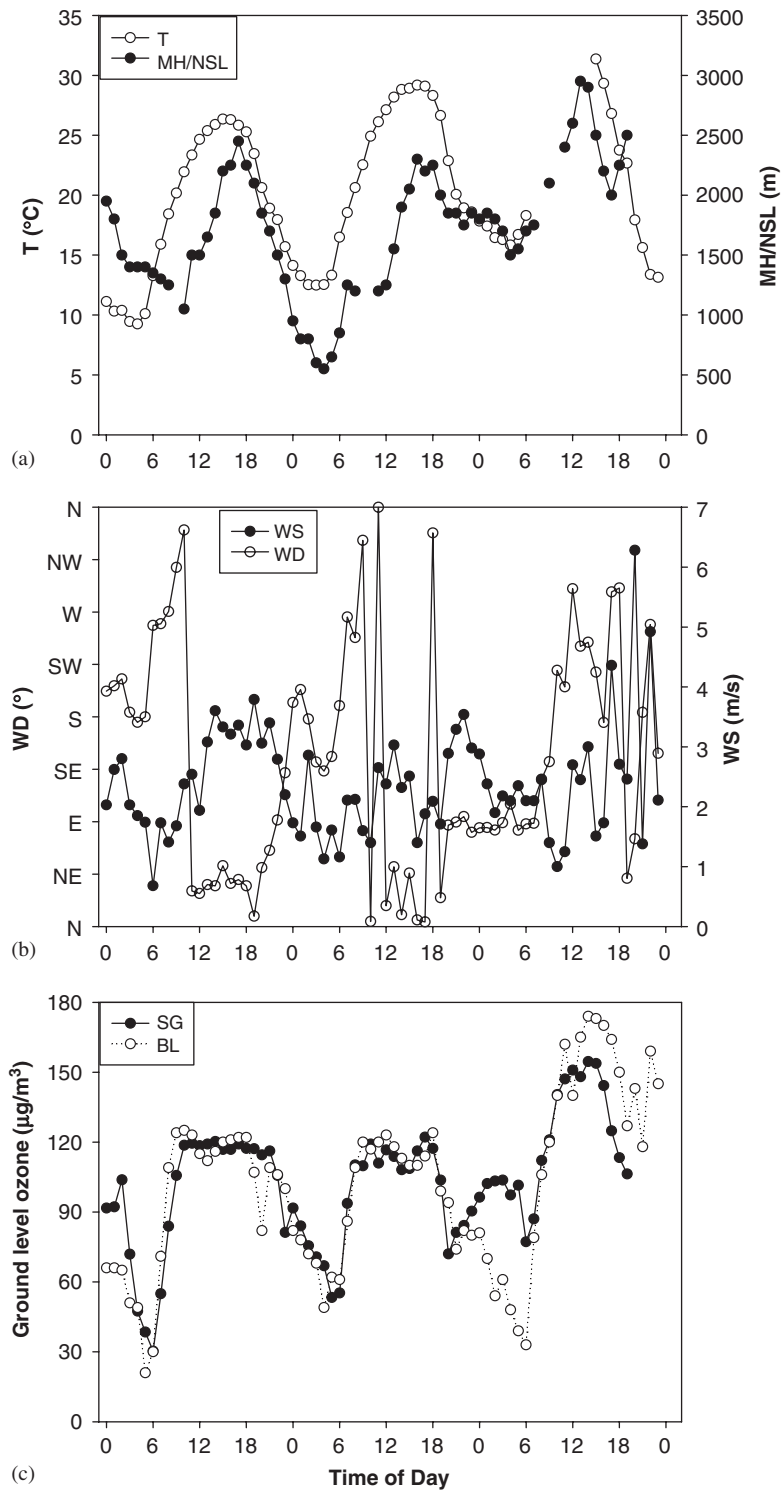 35 3500
T
MH/NSL
30 3000
25 2500
20 2000
15 1500
10 1000
5 500
0 0
T (°C)
MH/NSL (m)
(a)
0 6 12 18 0 6 12 18 0 6 12 18 0
N 7
WS
WD
NW 6
W 5
SW 4
S
SE 3
E 2
NE 1
N 0
WD (°)
WS (m/s)
(b)
0 6 12 18 0 6 12 18 0 6 12 18 0
180
SG
BL
150
120
90
60
30
0
Ground level ozone (µg/m³)
0 6 12 18 0 6 12 18 0 6 12 18 0
(c)
Time of Day